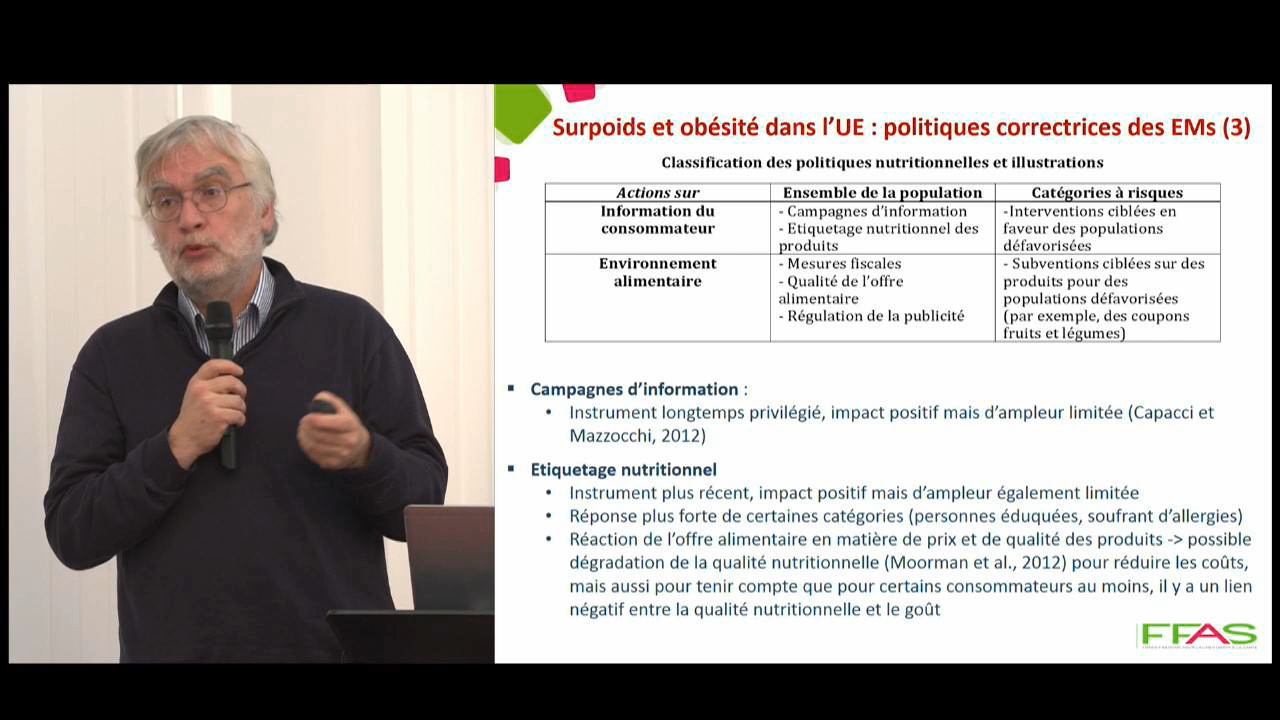 Surpoids et obésité dans l’UE : politiques correctrices des EMs (3)
Classification des politiques nutritionnelles et illustrations
Actions sur
Ensemble de la population
Catégories à risques
Information du
consommateur
- Campagnes d’information
- Etiquetage nutritionnel des
produits
-Interventions ciblées en
faveur des populations
défavorisées
Environnement
alimentaire
- Mesures fiscales
- Qualité de l’offre
alimentaire
- Régulation de la publicité
- Subventions ciblées sur des
produits pour des
populations défavorisées
(par exemple, des coupons
fruits et légumes)
▪ Campagnes d’information :
• Instrument longtemps privilégié, impact positif mais d’ampleur limitée (Capacci et
Mazzocchi, 2012)
▪ Etiquetage nutritionnel
• Instrument plus récent, impact positif mais d’ampleur également limitée
• Réponse plus forte de certaines catégories (personnes éduquées, soufrant d’allergies)
• Réaction de l’offre alimentaire en matière de prix et de qualité des produits -> possible
dégradation de la qualité nutritionnelle (Moorman et al., 2012) pour réduire les coûts,
mais aussi pour tenir compte que pour certains consommateurs au moins, il y a un lien
négatif entre la qualité nutritionnelle et le goût
FFAS